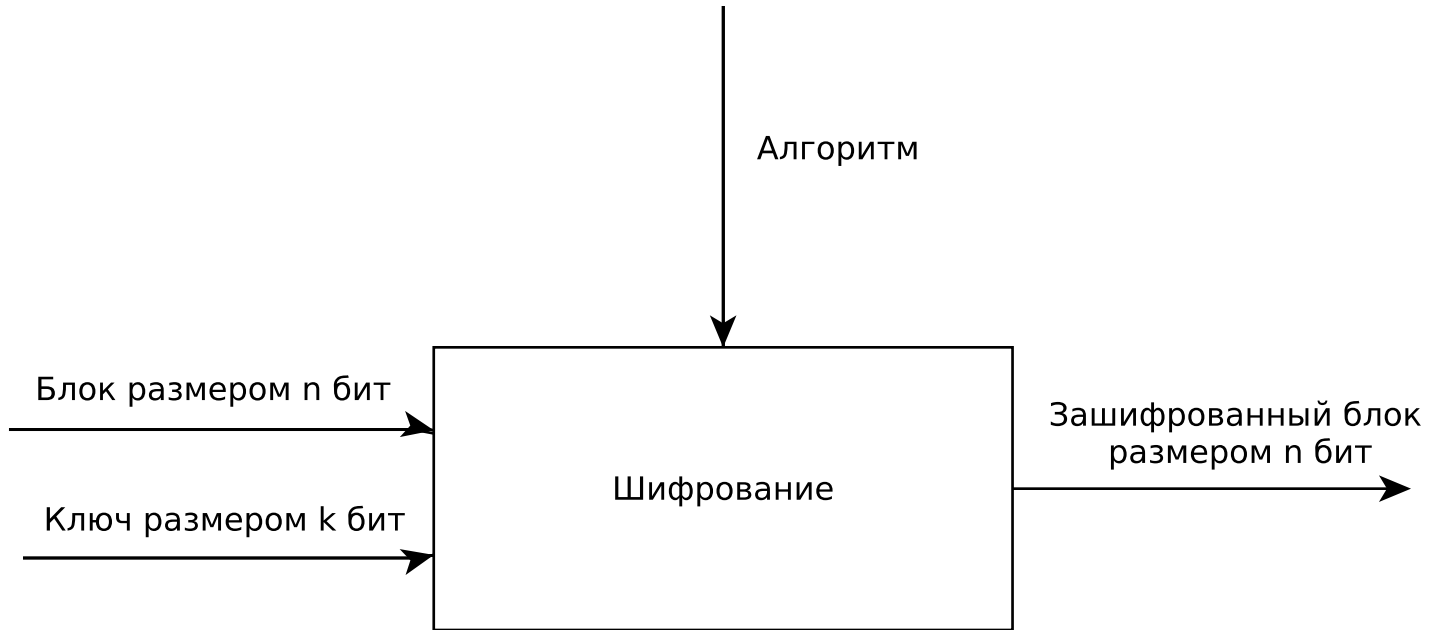 Алгоритм
Блок размером n бит
Зашифрованный блок
размером n бит
Шифрование
Ключ размером k бит